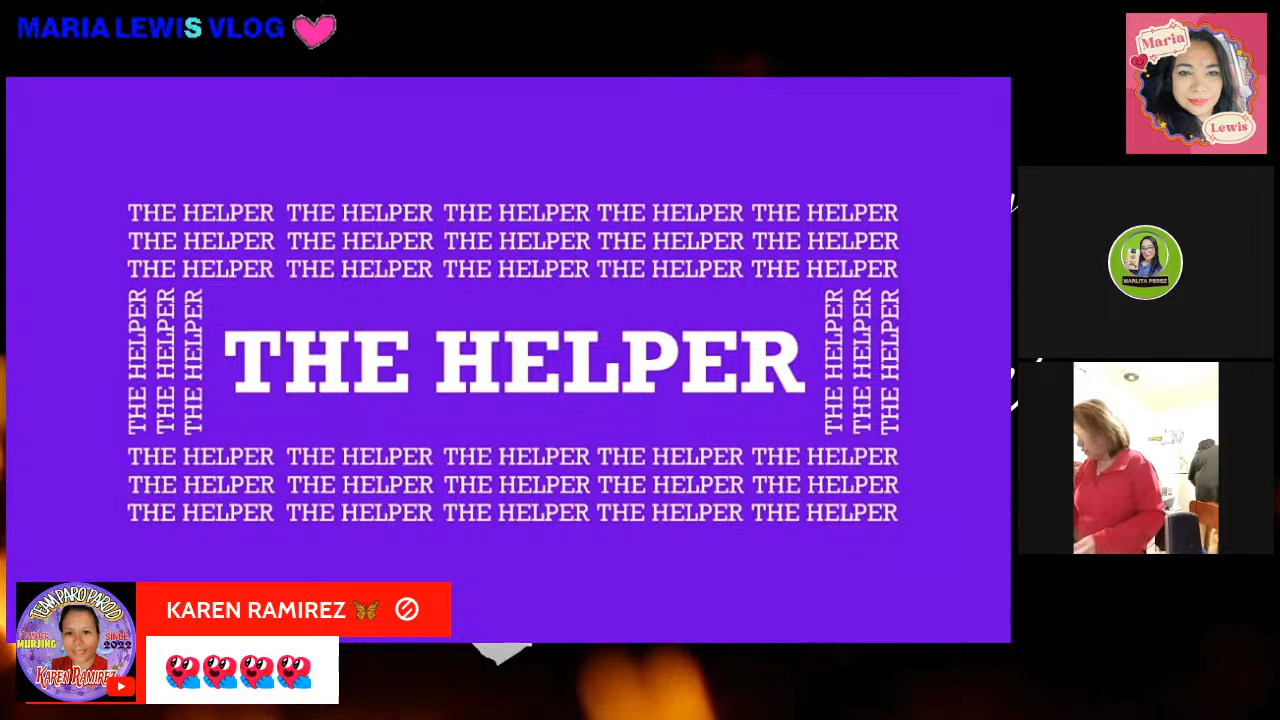 MARIA LEWIS VLOG
Maria
Lewis
THE HELPER THE HELPER THE HELPER THE HELPER THE HELPER
THE HELPER THE HELPER THE HELPER THE HELPER THE HELPER
THE HELPER THE HELPER THE HELPER THE HELPER THE HELPER
THE HELPER
THE HELPER
THE HELPER
THE HELPER
THE HELPER
THE HELPER
THE HELPER
THE HELPER THE HELPER THE HELPER THE HELPER THE HELPER
THE HELPER THE HELPER THE HELPER THE HELPER THE HELPER
THE HELPER THE HELPER THE HELPER THE HELPER THE HELPER
MARLITA PEREZ
KAREN RAMIREZ
TEAM PARO PARO
MURJING
SINCE
2022
KAREN RAMIREZ